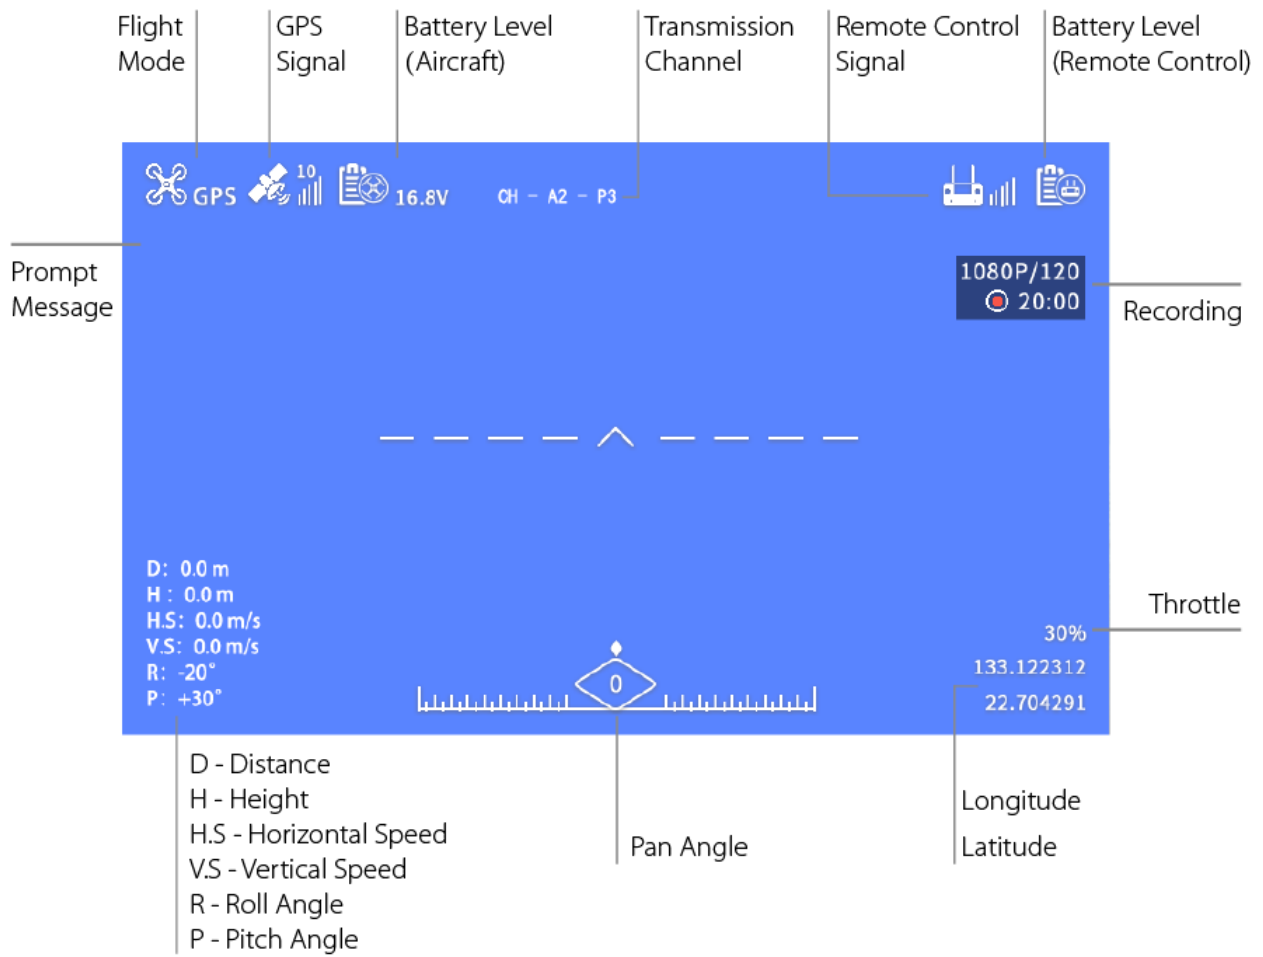 Flight
Mode
GPS
Signal
Battery Level
(Aircraft)
Transmission
Channel
Remote Control
Signal
Battery Level
(Remote Control)
GPS
10
16.8V
CH - A2 - P3
Prompt
Message
1080P/120
20:00
Recording
D: 0.0 m
H : 0.0 m
H.S: 0.0 m/s
V.S: 0.0 m/s
R: -20°
P: +30°
0
Throttle
30%
133.122312
22.704291
D - Distance
H - Height
H.S - Horizontal Speed
V.S - Vertical Speed
R - Roll Angle
P - Pitch Angle
Pan Angle
Longitude
Latitude